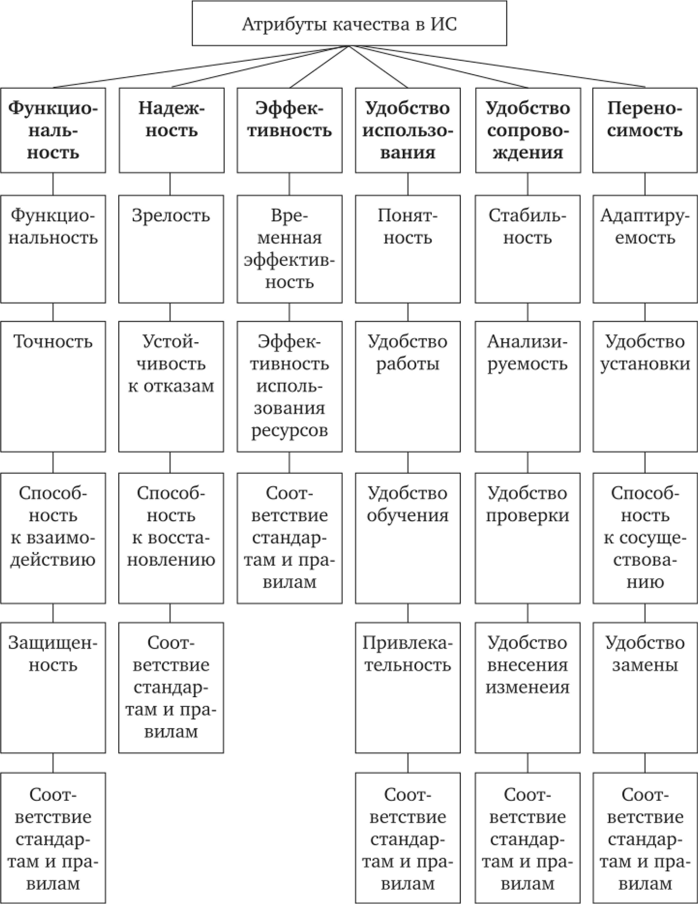 Атрибуты качества в ИС
Функцио-
наль-
ность
Надеж-
ность
Эффек-
тивность
Удобство
использо-
вания
Удобство
сопрово-
ждения
Перено-
симость
Функцио-
нальность
Зрелость
Вре-
менная
эффектив-
ность
Понят-
ность
Стабиль-
ность
Адаптиру-
емость
Точность
Устой-
чивость
к отказам
Эффек-
тивность
исполь-
зования
ресурсов
Удобство
работы
Анализи-
руемость
Удобство
установки
Способ-
ность
к взаимо-
действию
Способ-
ность
к восста-
новлению
Соот-
ветствие
стандар-
там и пра-
вилам
Удобство
обучения
Удобство
проверки
Способ-
ность
к сосуще-
ствова-
нию
Защищен-
ность
Соот-
ветствие
стандар-
там и пра-
вилам
Привлека-
тельность
Удобство
внесения
изменеия
Удобство
замены
Соот-
ветствие
стандар-
там и пра-
вилам
Соот-
ветствие
стандар-
там и пра-
вилам
Соот-
ветствие
стандар-
там и пра-
вилам
Соот-
ветствие
стандар-
там и пра-
вилам